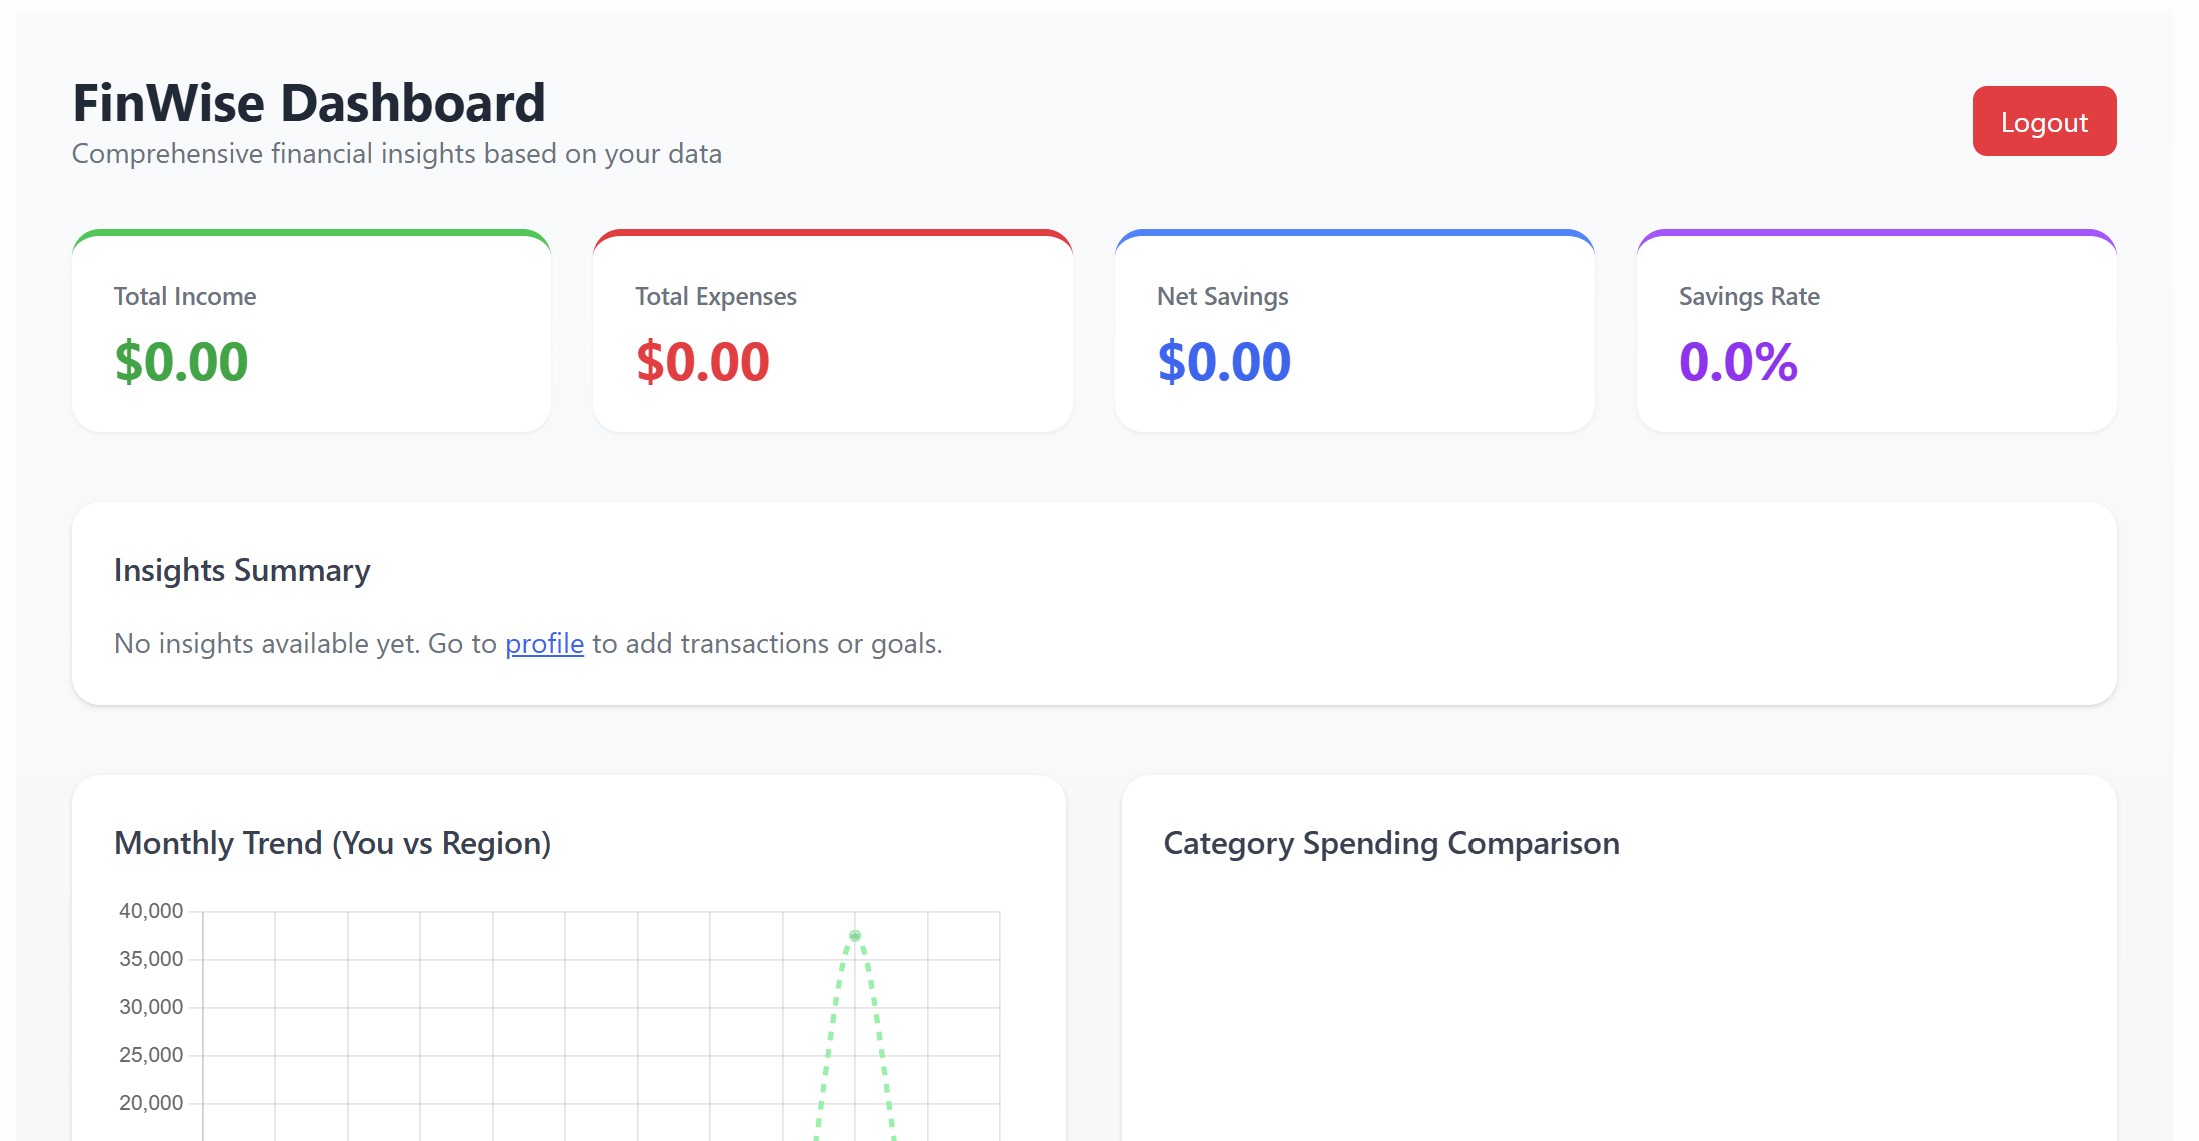 FinWise Dashboard
Comprehensive financial insights based on your data
Logout
Total Income
$0.00
Total Expenses
$0.00
Net Savings
$0.00
Savings Rate
0.0%
Insights Summary
No insights available yet. Go to profile to add transactions or goals.
Monthly Trend (You vs Region)
40,000
35,000
30,000
25,000
20,000
Category Spending Comparison